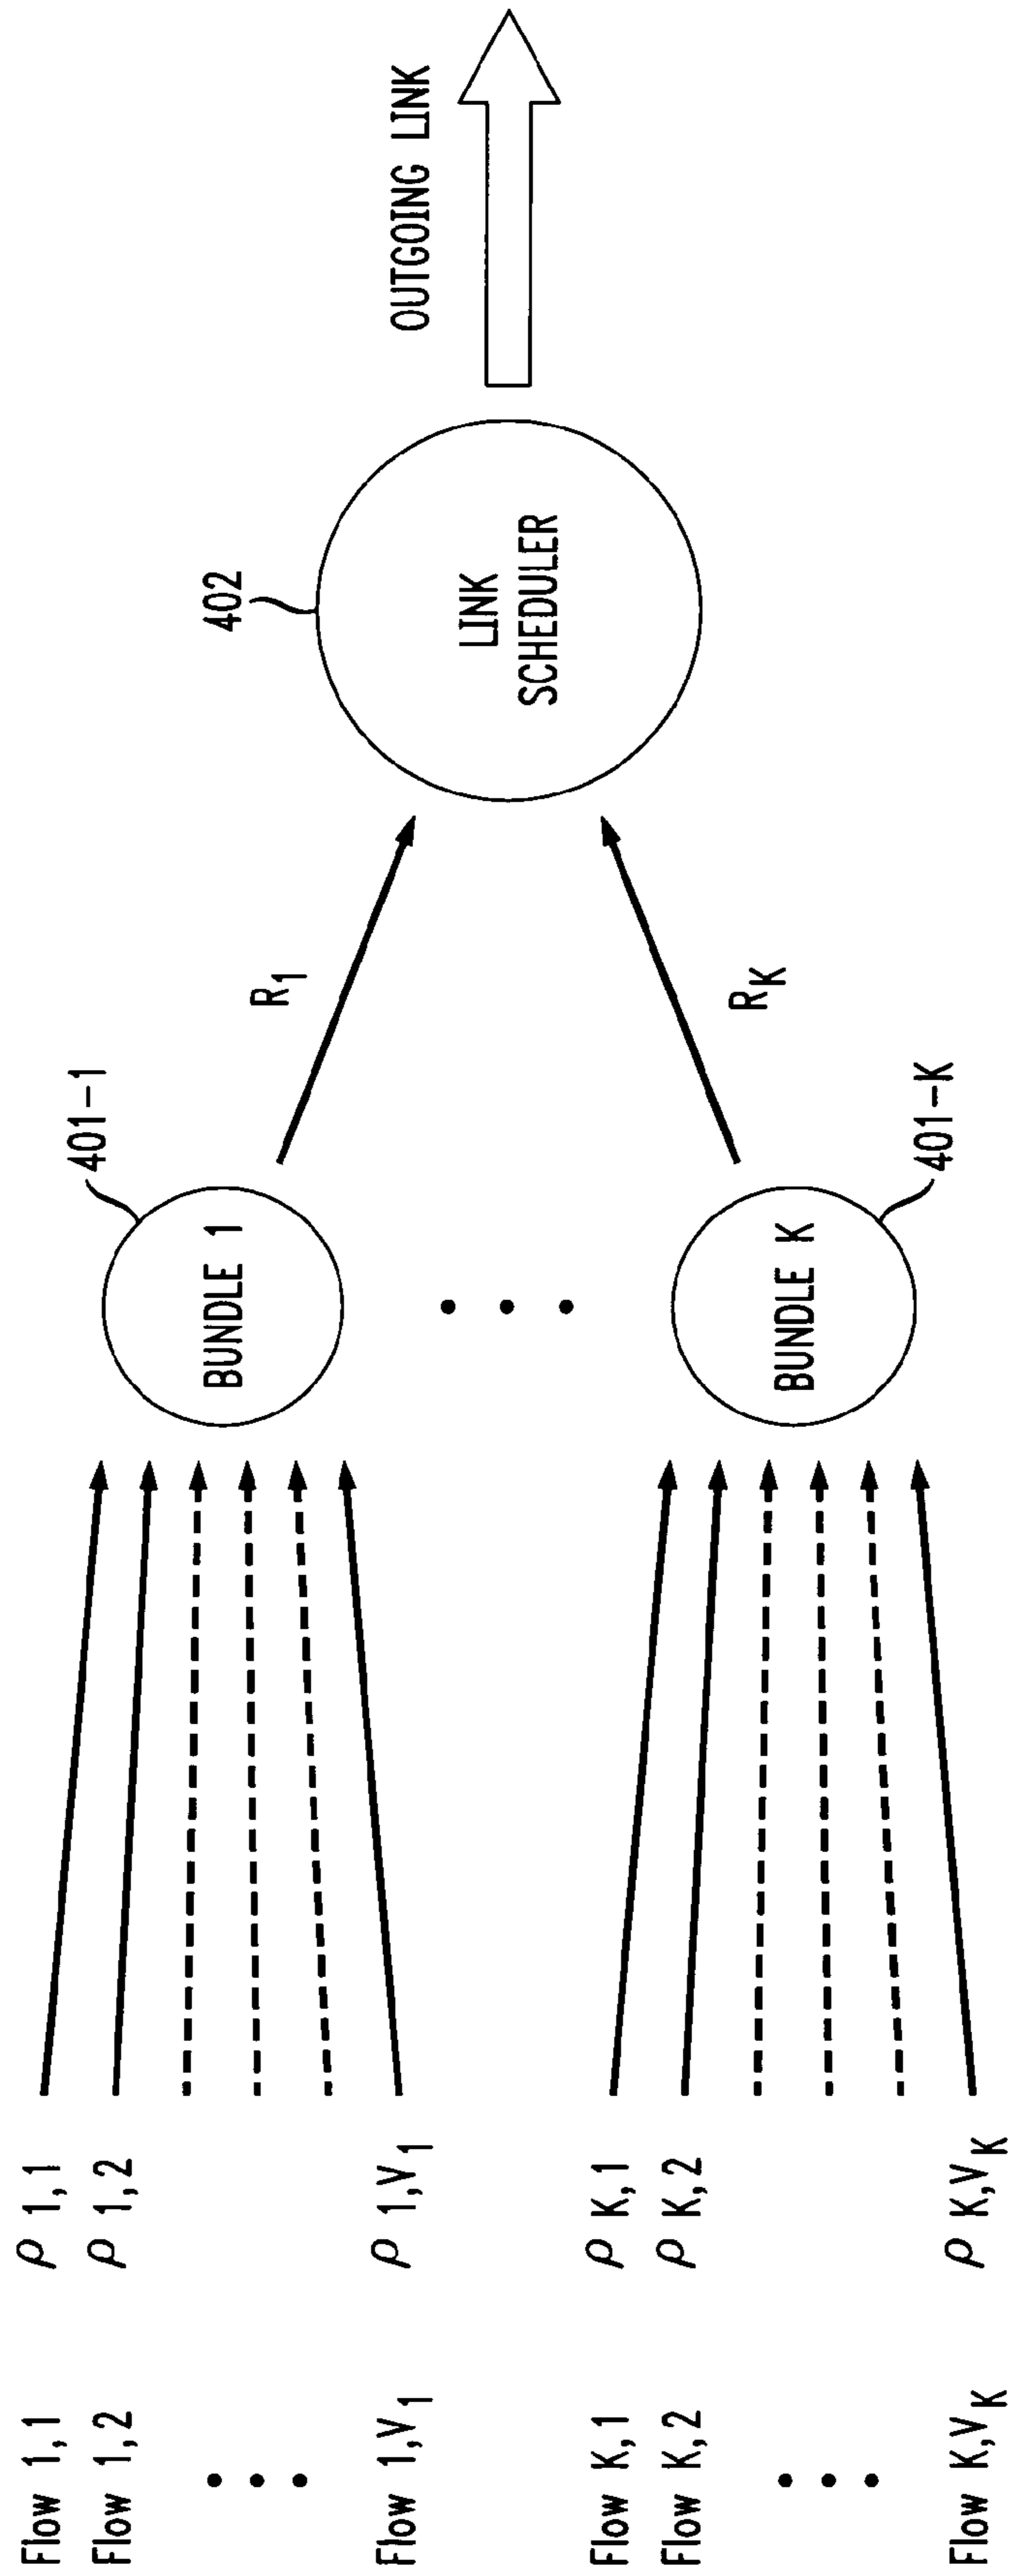 Flow 1,1 ρ 1,1
Flow 1,2 ρ 1,2
Flow 1,V1 ρ 1,V1
Flow K,1 ρ K,1
Flow K,2 ρ K,2
Flow K,VK ρ K,VK
401-1
BUNDLE 1
BUNDLE K
401-K
R1
RK
402
LINK
SCHEDULER
OUTGOING LINK